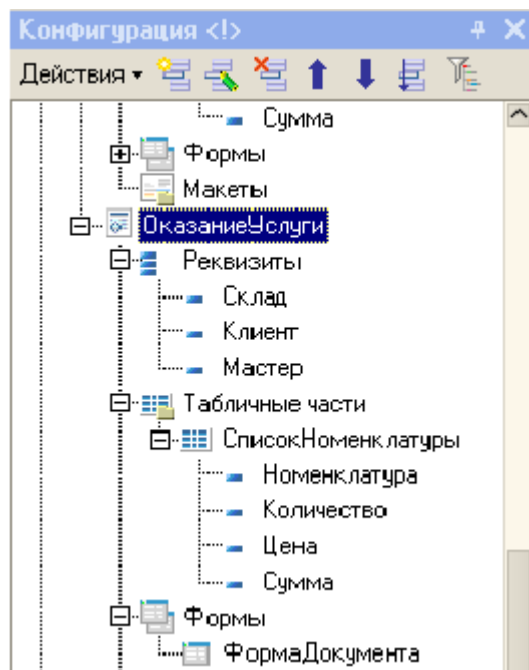 Конфигурация <!>
Действия
Сумма
Формы
Макеты
ОказаниеУслуги
Реквизиты
Склад
Клиент
Мастер
Табличные части
СписокНоменклатуры
Номенклатура
Количество
Цена
Сумма
Формы
ФормаДокумента